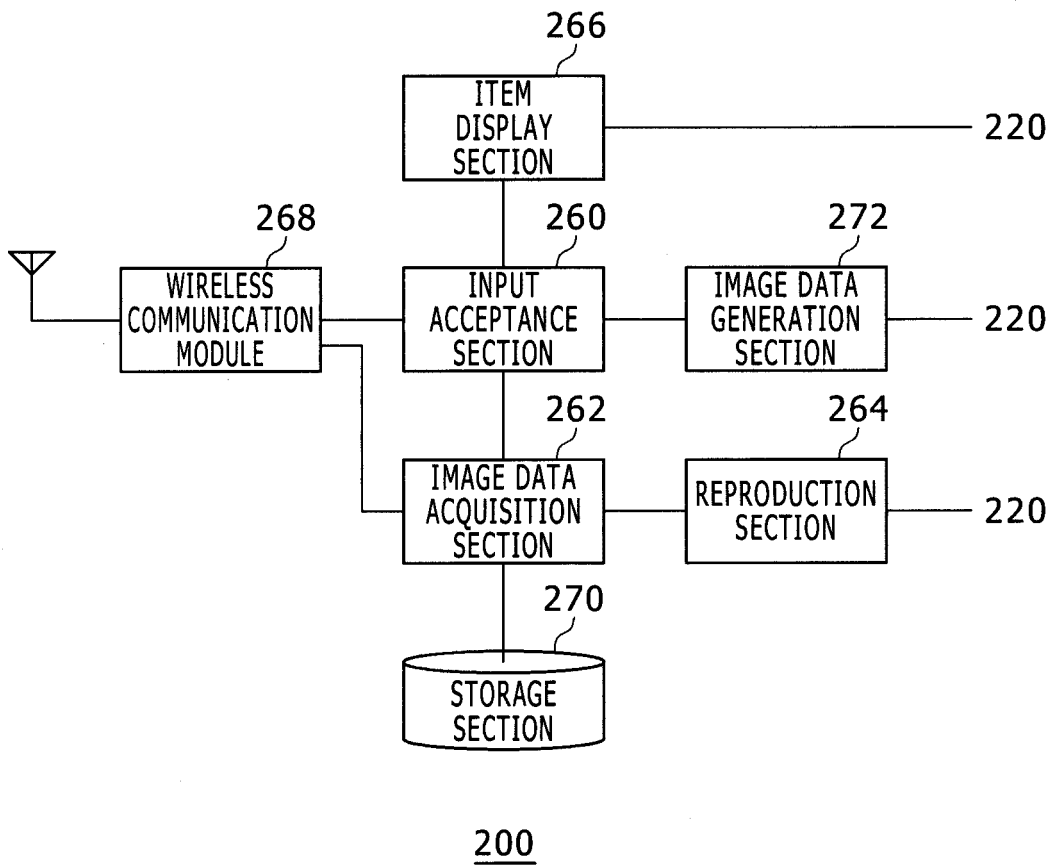 266
ITEM
DISPLAY
SECTION
220
268
260
272
WIRELESS
COMMUNICATION
MODULE
INPUT
ACCEPTANCE
SECTION
IMAGE DATA
GENERATION
SECTION
220
262
264
IMAGE DATA
ACQUISITION
SECTION
REPRODUCTION
SECTION
220
270
STORAGE
SECTION
200